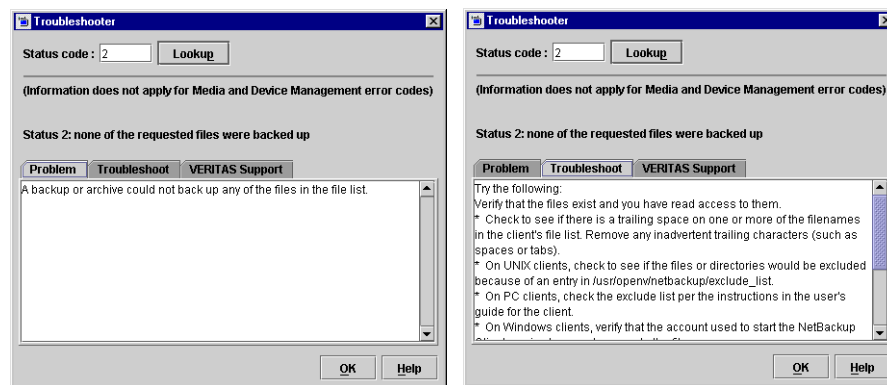 Troubleshooter
Status code : 2 Lookup
(Information does not apply for Media and Device Management error codes)
Status 2: none of the requested files were backed up
Problem Troubleshoot VERITAS Support
A backup or archive could not back up any of the files in the file list.
OK Help
Troubleshooter
Status code : 2 Lookup
(Information does not apply for Media and Device Management error codes)
Status 2: none of the requested files were backed up
Problem Troubleshoot VERITAS Support
Try the following:
Verify that the files exist and you have read access to them.
* Check to see if there is a trailing space on one or more of the filenames
in the client's file list. Remove any inadvertent trailing characters (such as
spaces or tabs).
* On UNIX clients, check to see if the files or directories would be excluded
because of an entry in /usr/openv/netbackup/exclude_list.
* On PC clients, check the exclude list per the instructions in the user's
guide for the client.
* On Windows clients, verify that the account used to start the NetBackup
OK Help